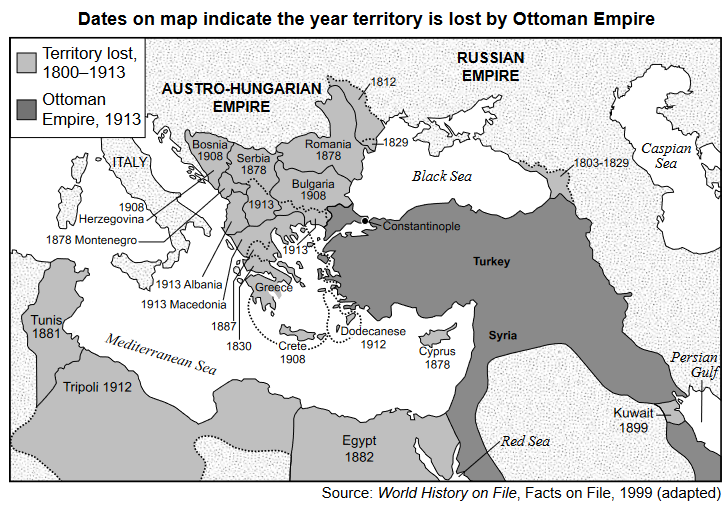 Dates on map indicate the year territory is lost by Ottoman Empire
Territory lost,
1800–1913
Ottoman
Empire, 1913
RUSSIAN
EMPIRE
AUSTRO-HUNGARIAN
EMPIRE
1812
1829
1803-1829
Caspian
Sea
Black Sea
ITALY
Bosnia
1908
Serbia
1878
Romania
1878
Bulgaria
1908
1908
Herzegovina
1913
1878 Montenegro
1913
Constantinople
Turkey
1913 Albania
1913 Macedonia
Greece
1887
1830
Crete
1908
Dodecanese
1912
Cyprus
1878
Syria
Tunis
1881
Mediterranean Sea
Tripoli 1912
Egypt
1882
Red Sea
Kuwait
1899
Persian
Gulf
Source: World History on File, Facts on File, 1999 (adapted)